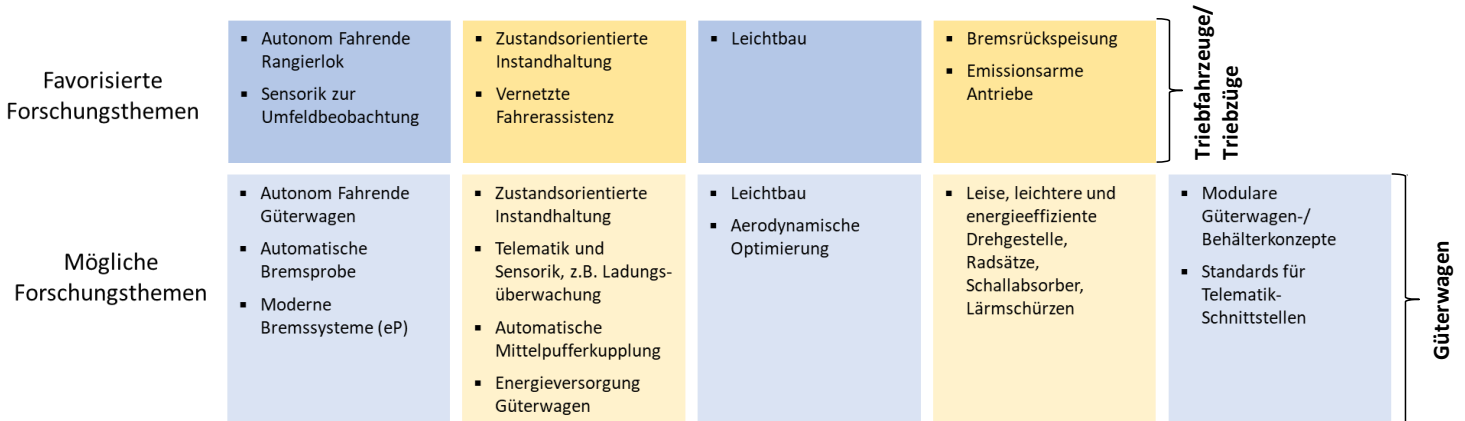 Favorisierte
Forschungsthemen
▪ Autonom Fahrende
Rangierlok
▪ Sensorik zur
Umfeldbeobachtung
▪ Zustandsorientierte
Instandhaltung
▪ Vernetzte
Fahrerassistenz
▪ Leichtbau
▪ Bremsrückspeisung
▪ Emissionsarme
Antriebe
Triebfahrzeuge/
Triebzüge
Mögliche
Forschungsthemen
▪ Autonom Fahrende
Güterwagen
▪ Automatische
Bremsprobe
▪ Moderne
Bremssysteme (eP)
▪ Zustandsorientierte
Instandhaltung
▪ Telematik und
Sensorik, z.B. Ladungs-
überwachung
▪ Automatische
Mittelpufferkupplung
▪ Energieversorgung
Güterwagen
▪ Leichtbau
▪ Aerodynamische
Optimierung
▪ Leise, leichtere und
energieeffiziente
Drehgestelle,
Radsätze,
Schallabsorber,
Lärmschürzen
▪ Modulare
Güterwagen-/
Behälterkonzepte
▪ Standards für
Telematik-
Schnittstellen
Güterwagen